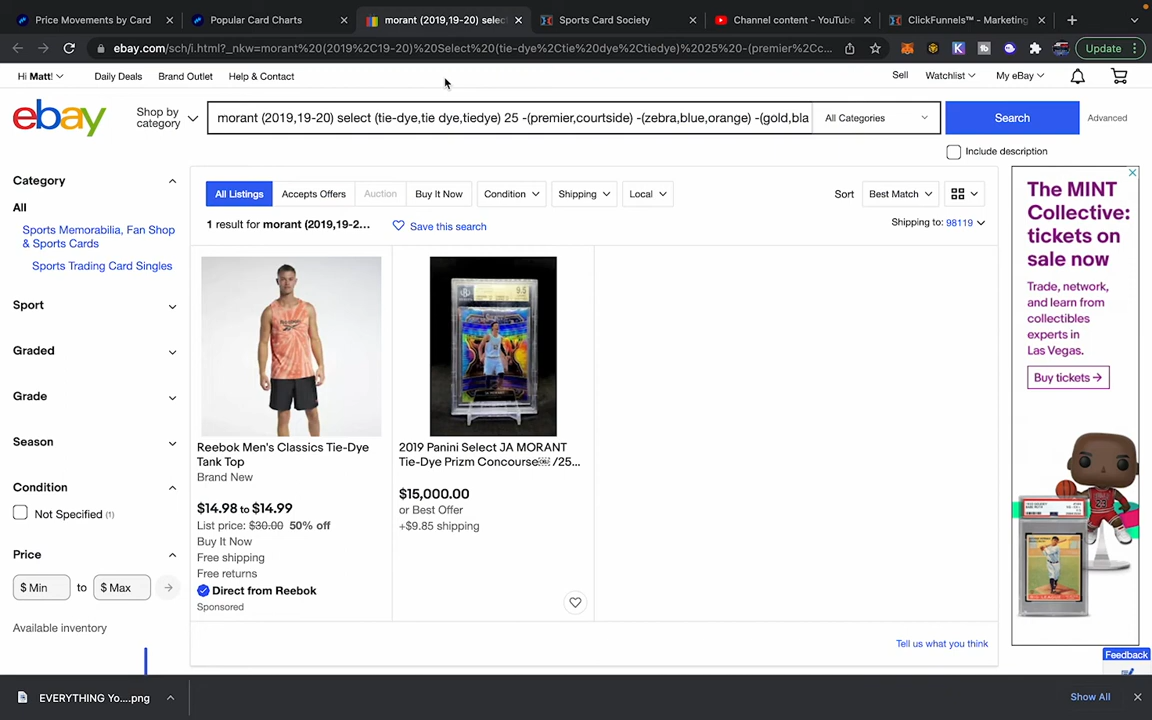 Price Movements by Card
Popular Card Charts
morant (2019,19-20) selec
Sports Card Society
Channel content - YouTube
ClickFunnels™ - Marketing
ebay.com/sch/i.html?_nkw=morant%20(2019%2C19-20)%20Select%20(tie-dye%2Ctie%20dye%2Ctiedye)%2025%20-(premier%2Cc...
Update
Hi Matt!
Daily Deals
Brand Outlet
Help & Contact
Sell
Watchlist
My eBay
ebay
Shop by
category
morant (2019,19-20) select (tie-dye,tie dye,tiedye) 25 -(premier,courtside) -(zebra,blue,orange) -(gold,bla
All Categories
Search
Advanced
Include description
Category
All
Sports Memorabilia, Fan Shop
& Sports Cards
Sports Trading Card Singles
Sport
Graded
Grade
Season
Condition
Not Specified (1)
Price
$ Min
to
$ Max
Available inventory
All Listings
Accepts Offers
Auction
Buy It Now
Condition
Shipping
Local
Sort
Best Match
1 result for morant (2019,19-2...
Save this search
Shipping to: 98119
Reebok Men's Classics Tie-Dye
Tank Top
Brand New
$14.98 to $14.99
List price: $30.00 50% off
Buy It Now
Free shipping
Free returns
Direct from Reebok
Sponsored
9.5
2019 Panini Select JA MORANT
Tie-Dye Prizm Concourse /25...
$15,000.00
or Best Offer
+$9.85 shipping
Tell us what you think
The MINT
Collective:
tickets on
sale now
Trade, network,
and learn from
collectibles
experts in
Las Vegas.
Buy tickets →
Feedback
EVERYTHING Yo....png
Show All